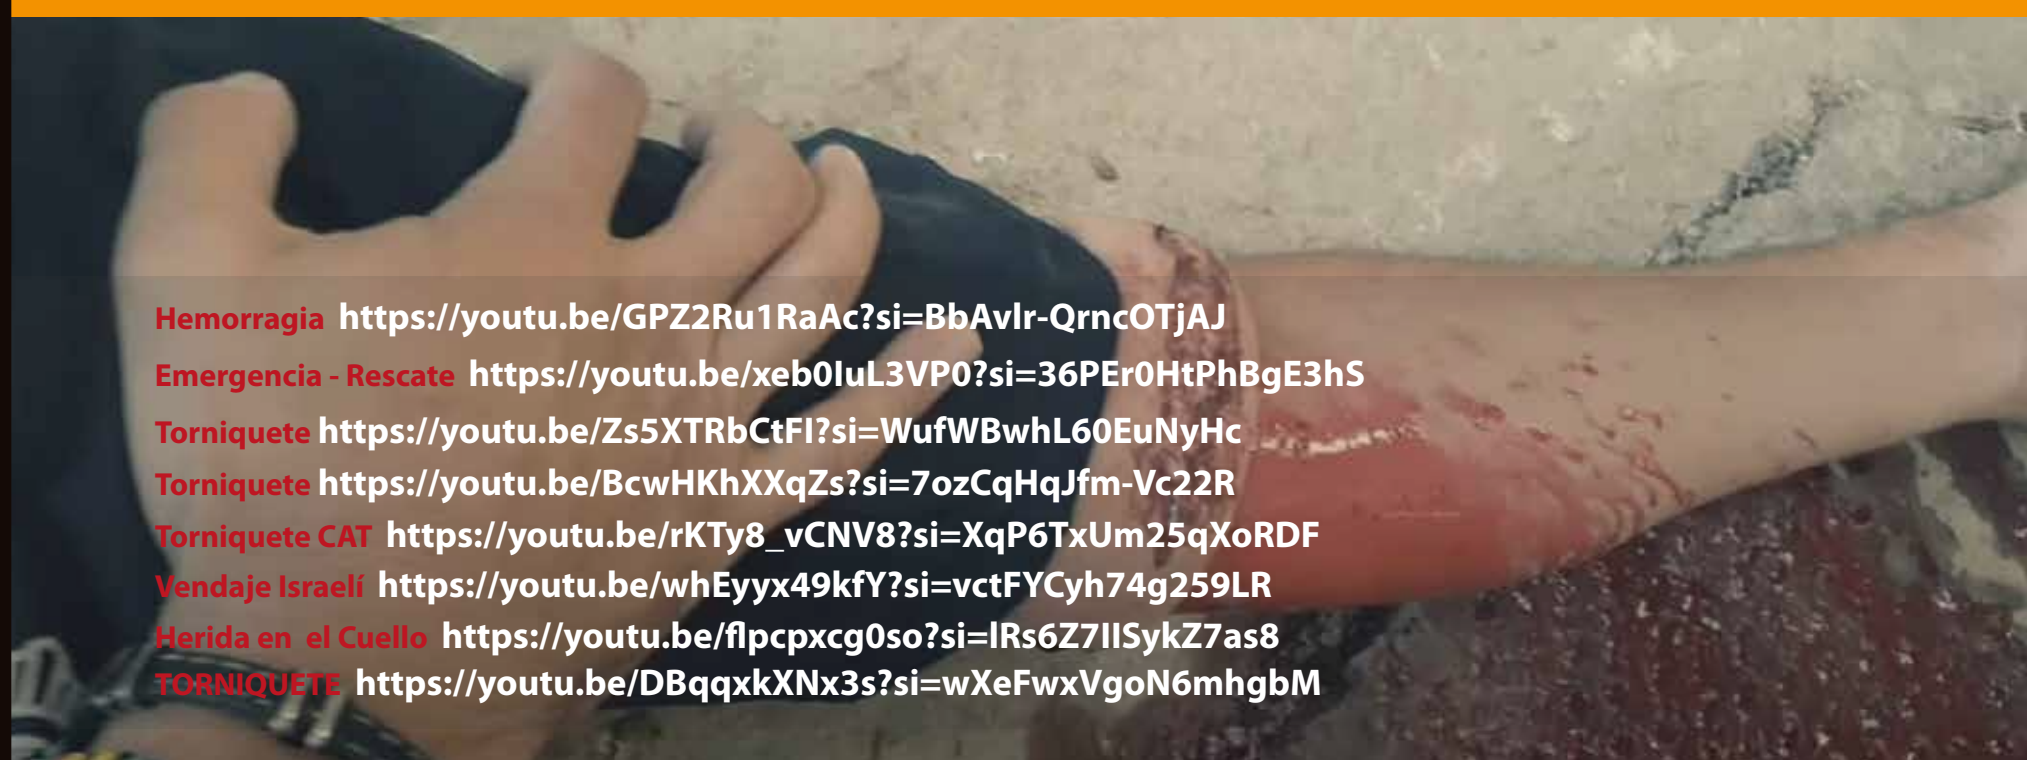 Hemorragia https://youtu.be/GPZ2Ru1RaAc?si=BbAvlr-QrncOTjAJ
Emergencia - Rescate https://youtu.be/xeb0IuL3VP0?si=36PEr0HtPhBgE3hS
Torniquete https://youtu.be/Zs5XTRbCtFI?si=WufWBwhL60EuNyHc
Torniquete https://youtu.be/BcwHKhXXqZs?si=7ozCqHqJfm-Vc22R
Torniquete CAT https://youtu.be/rKTy8_vCNV8?si=XqP6TxUm25qXoRDF
Vendaje Israelí https://youtu.be/whEyyx49kfY?si=vctFYCyh74g259LR
Herida en el Cuello https://youtu.be/flpcpxcg0so?si=lRs6Z7IISykZ7as8
TORNIQUETE https://youtu.be/DBqqxkXNx3s?si=wXeFwxVgoN6mhgbM